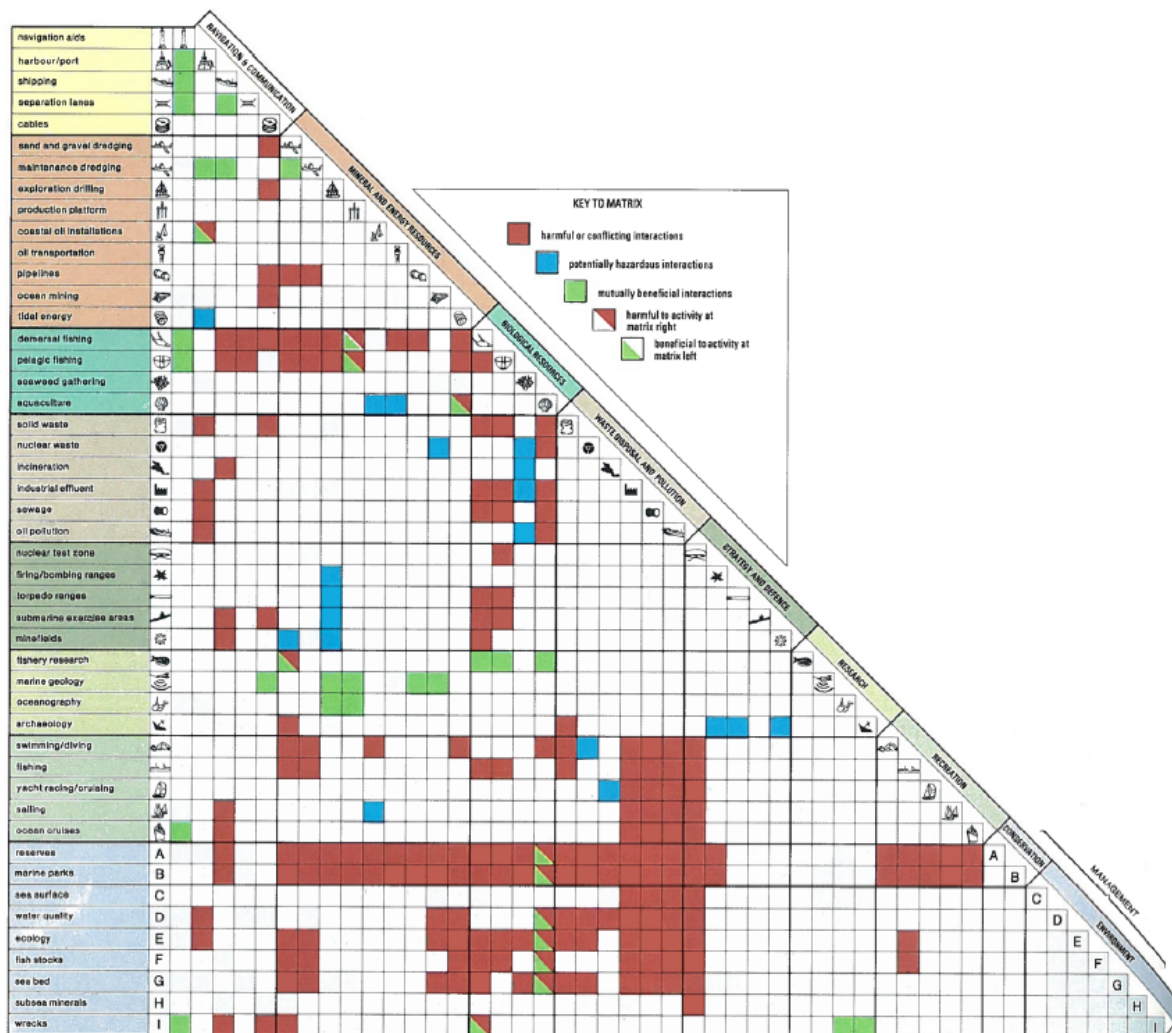 navigation aids
harbour/port
shipping
separation lanes
cables
sand and gravel dredging
maintenance dredging
exploration drilling
production platform
coastal oil installations
oil transportation
pipelines
ocean mining
tidal energy
demersal fishing
pelagic fishing
seaweed gathering
aquaculture
solid waste
nuclear waste
incineration
industrial effluent
sewage
oil pollution
nuclear test zone
firing/bombing ranges
torpedo ranges
submarine exercise areas
minefields
fishery research
marine geology
oceanography
archaeology
swimming/diving
fishing
yacht racing/cruising
sailing
ocean cruises
reserves A
marine parks B
sea surface C
water quality D
ecology E
fish stocks F
sea bed G
subsea minerals H
wrecks I
NAVIGATION & COMMUNICATION
MINERAL AND ENERGY RESOURCES
BIOLOGICAL RESOURCES
WASTE DISPOSAL AND POLLUTION
STRATEGY AND DEFENCE
RESEARCH
RECREATION
CONSERVATION
ENVIRONMENT
MANAGEMENT
A
B
C
D
E
F
G
H
I
KEY TO MATRIX
harmful or conflicting interactions
potentially hazardous interactions
mutually beneficial interactions
harmful to activity at
matrix right
beneficial to activity at
matrix left